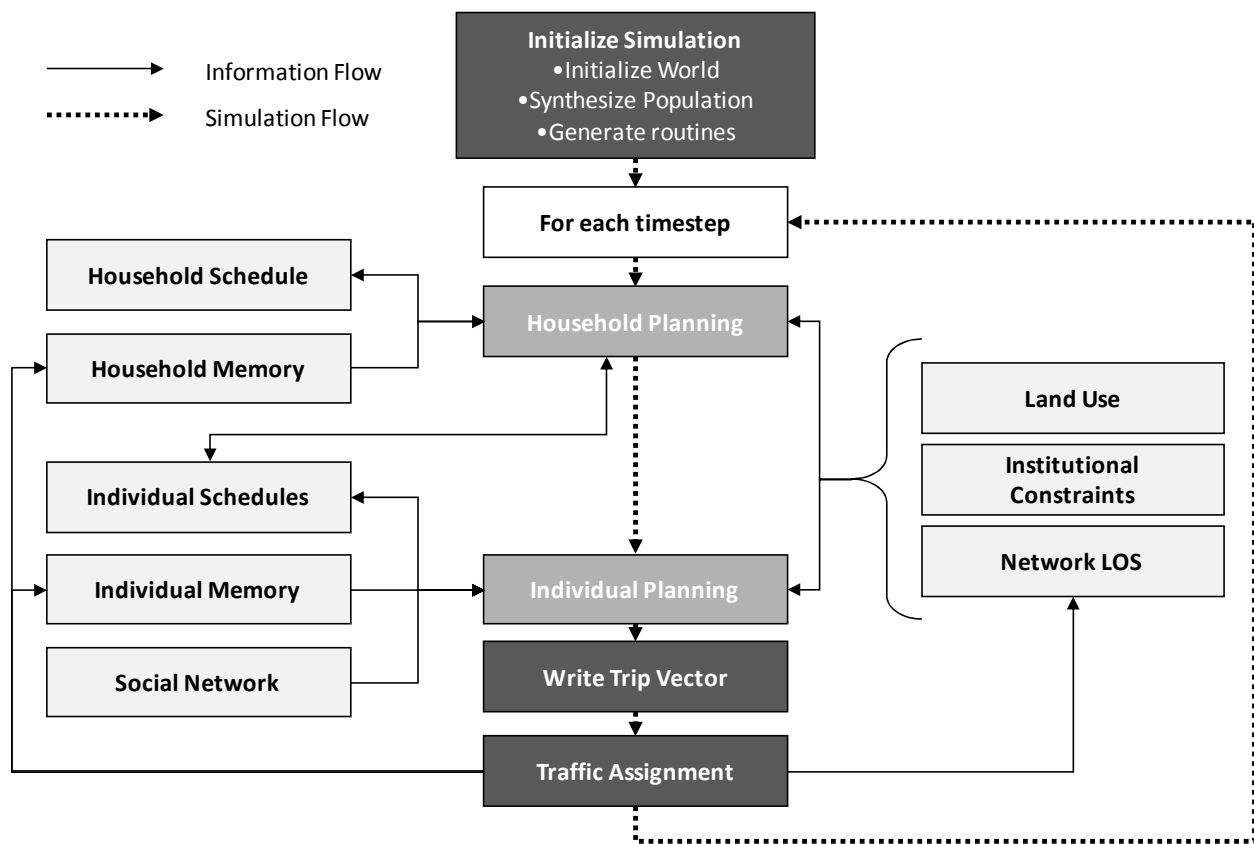 Initialize Simulation
•Initialize World
•Synthesize Population
•Generate routines
Information Flow
Simulation Flow
For each timestep
Household Schedule
Household Planning
Household Memory
Land Use
Institutional
Constraints
Individual Schedules
Network LOS
Individual Memory
Individual Planning
Social Network
Write Trip Vector
Traffic Assignment